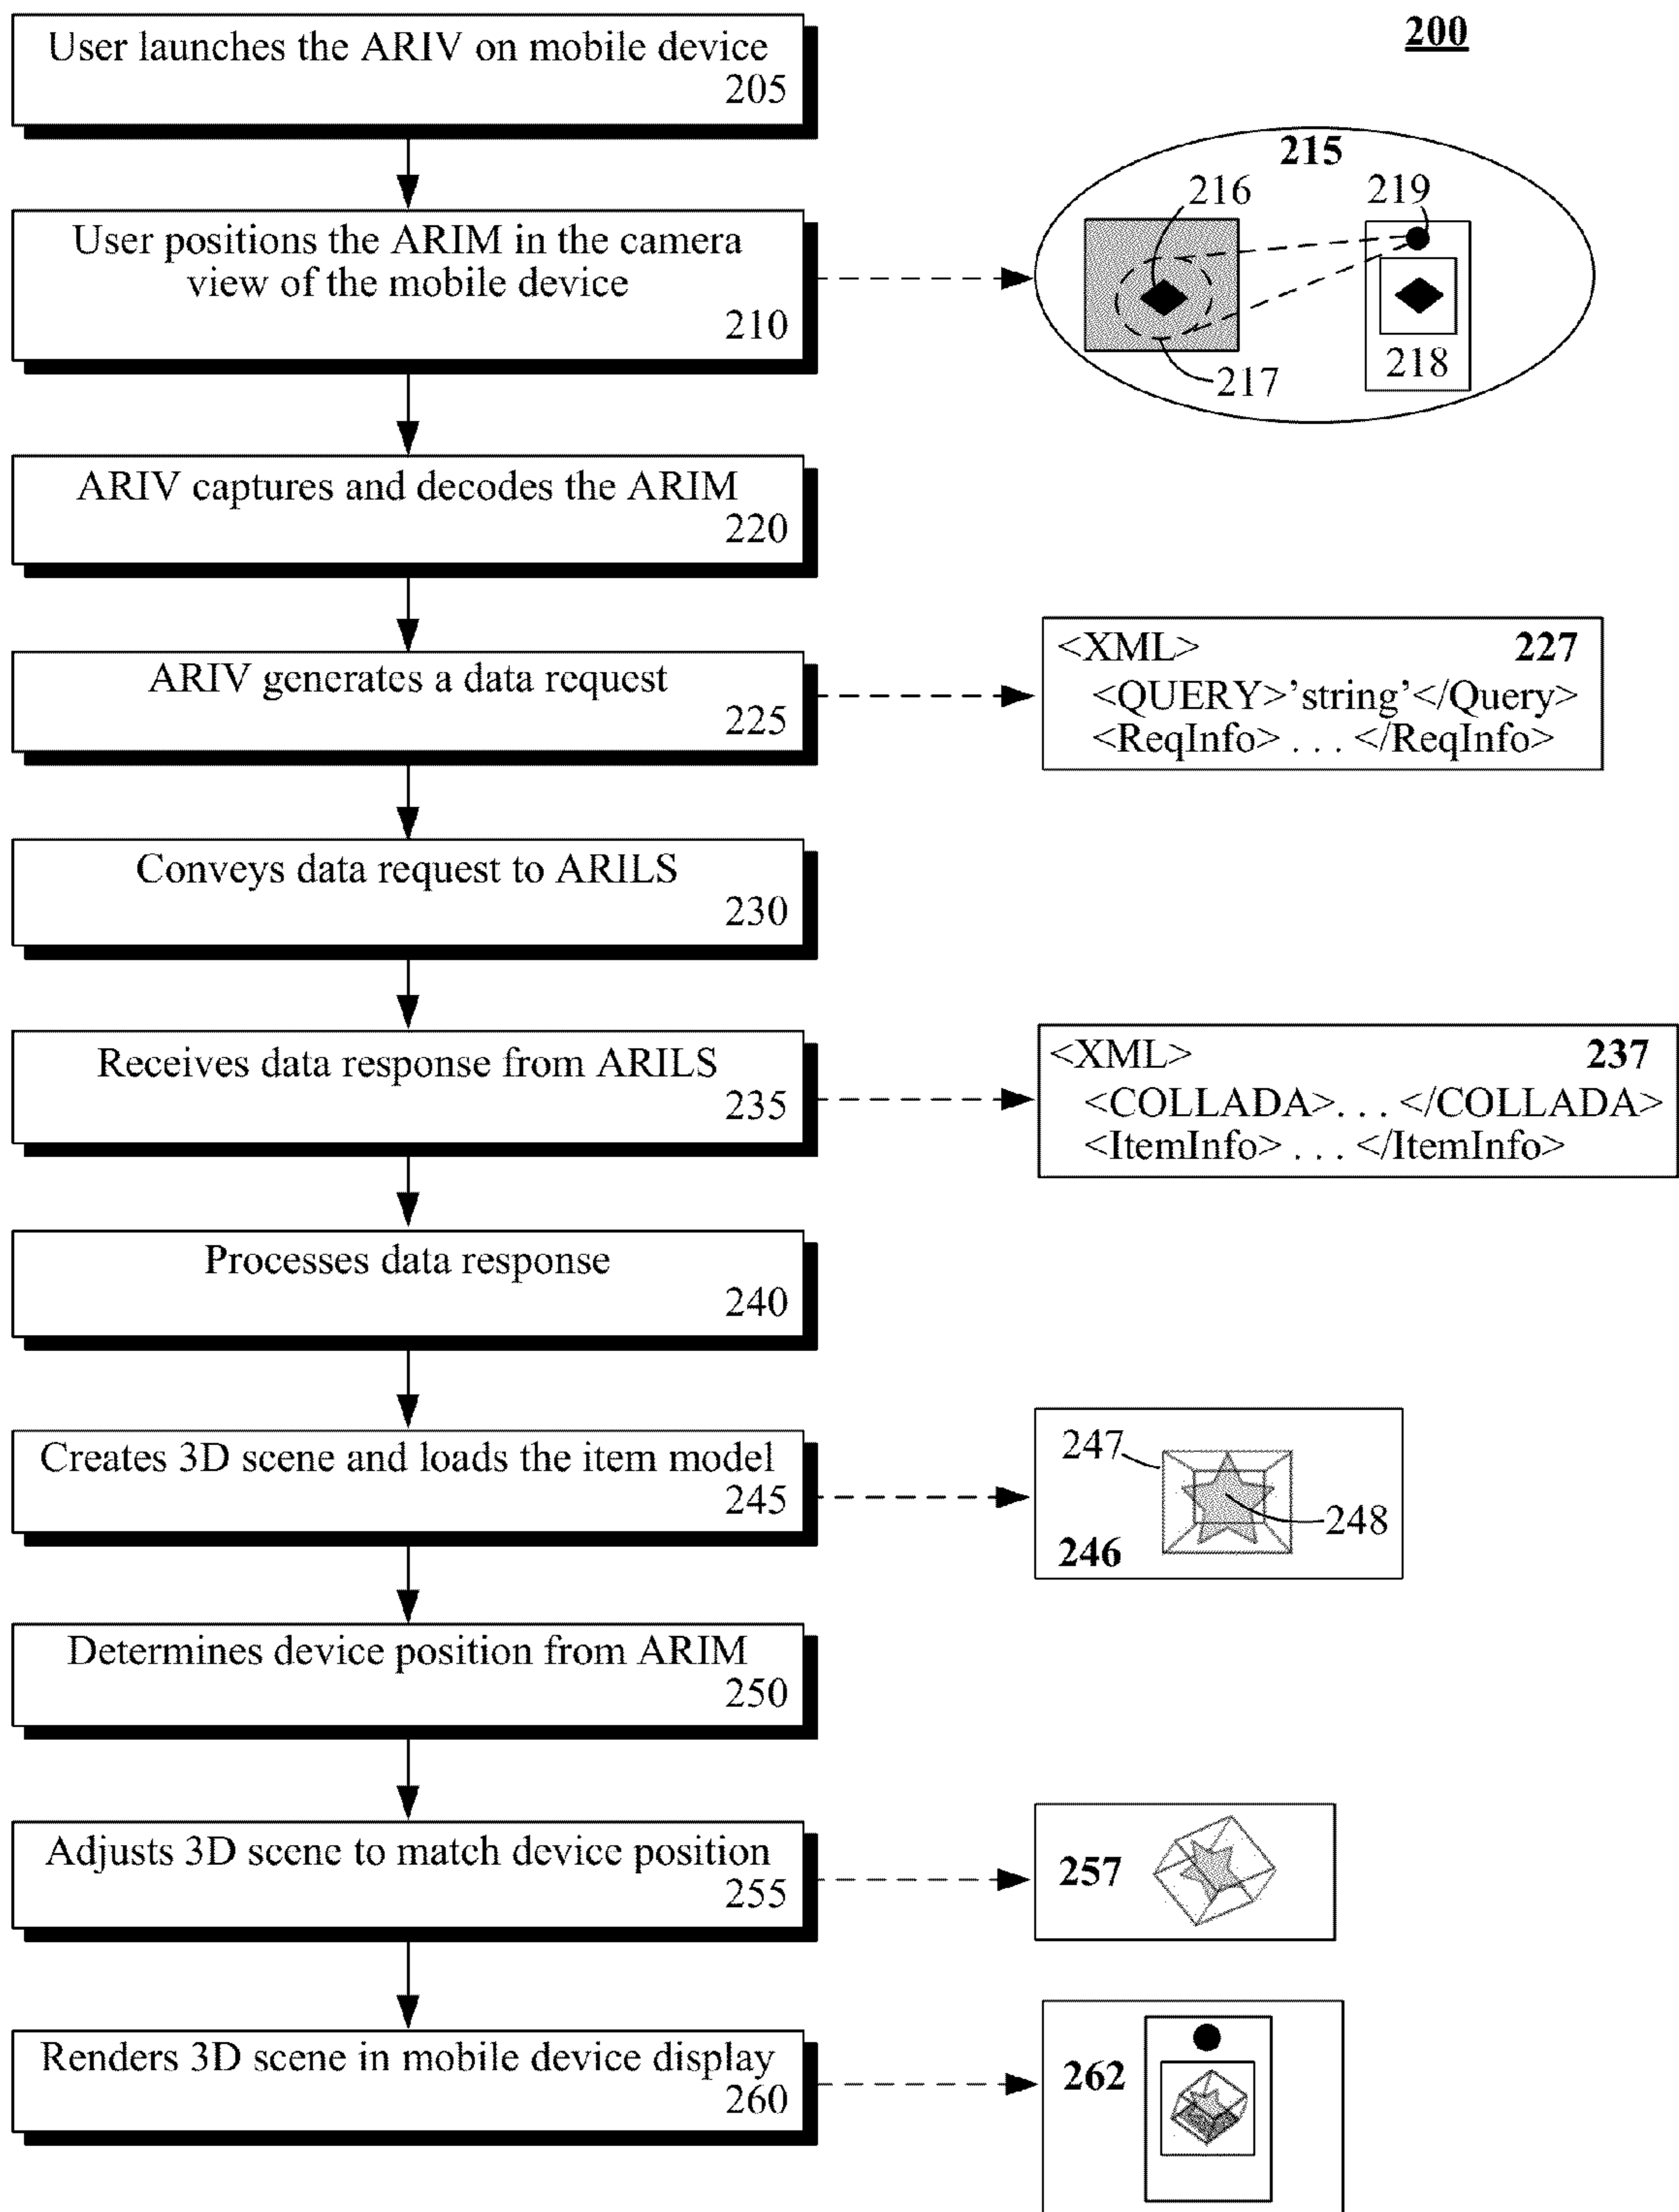 200
User launches the ARIV on mobile device
205
User positions the ARIM in the camera
view of the mobile device
210
215
216
219
217
218
ARIV captures and decodes the ARIM
220
ARIV generates a data request
225
<XML>
227
<QUERY>'string'</Query>
<ReqInfo> . . . </ReqInfo>
Conveys data request to ARILS
230
Receives data response from ARILS
235
<XML>
237
<COLLADA>. . . </COLLADA>
<ItemInfo> . . . </ItemInfo>
Processes data response
240
Creates 3D scene and loads the item model
245
247
248
246
Determines device position from ARIM
250
Adjusts 3D scene to match device position
255
257
Renders 3D scene in mobile device display
260
262